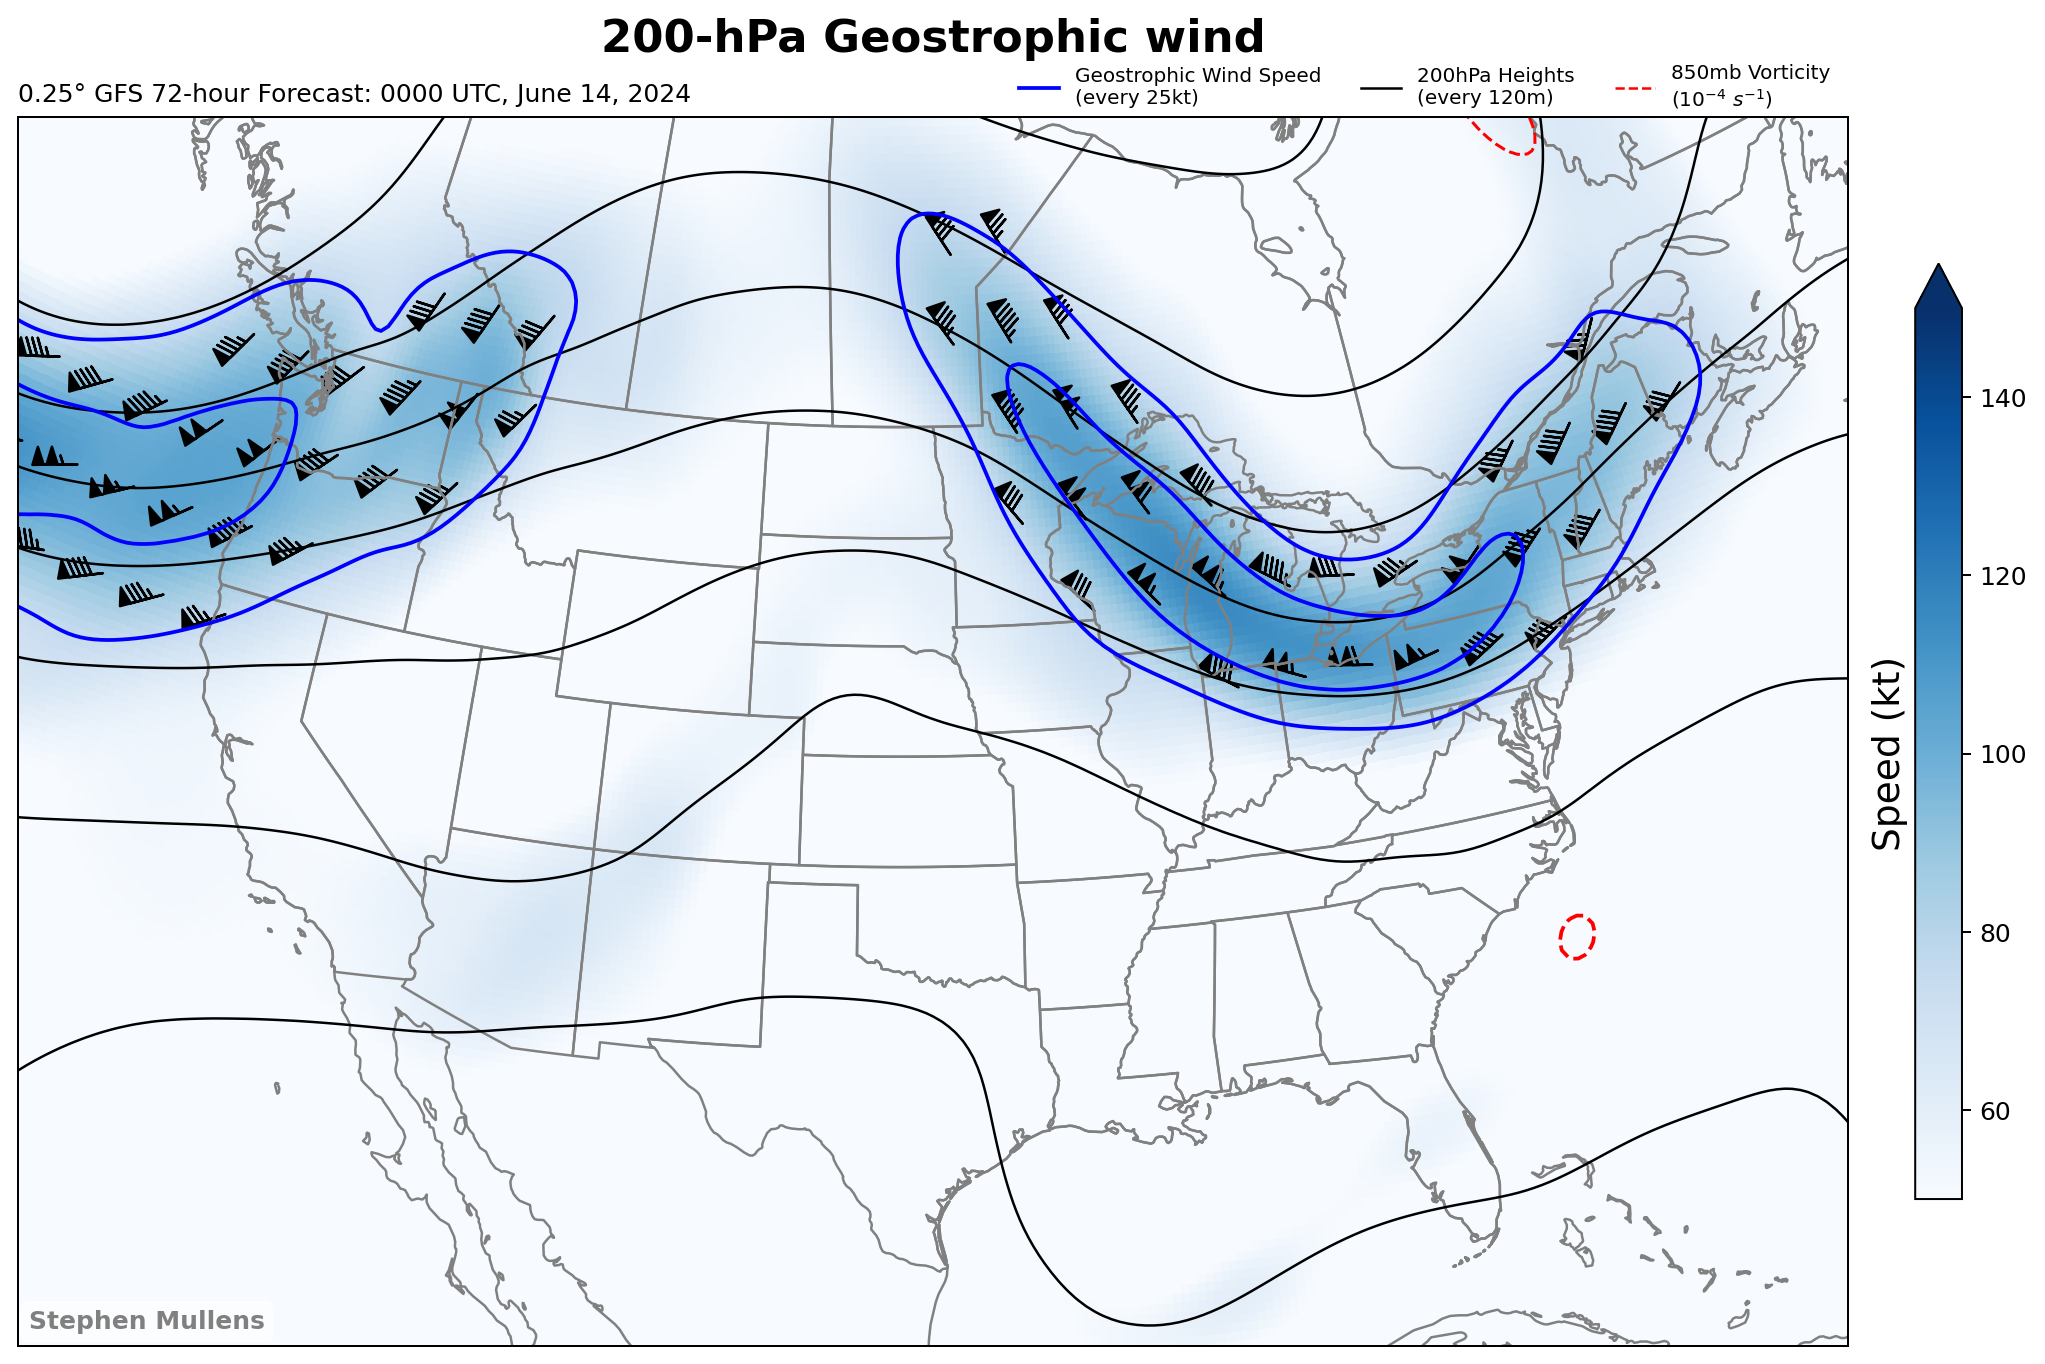 200-hPa Geostrophic wind
0.25° GFS 72-hour Forecast: 0000 UTC, June 14, 2024
Geostrophic Wind Speed
(every 25kt)
200hPa Heights
(every 120m)
850mb Vorticity
(10⁻⁴ s⁻¹)
140
120
100
80
60
Speed (kt)
Stephen Mullens